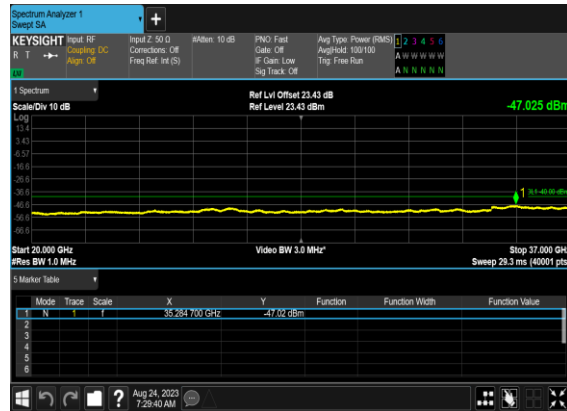 Spectrum Analyzer 1
Swept SA
+
KEYSIGHT Input: RF Input Z: 50 Ω #Atten: 10 dB PNO: Fast Avg Type: Power (RMS) 1 2 3 4 5 6
R T Coupling: DC Corrections: Off Gate: Off Avg|Hold: 100/100 A W W W W W
Align: Off Freq Ref: Int (S) IF Gain: Low Trig: Free Run A N N N N N
Sig Track: Off
1 Spectrum
Ref Lvl Offset 23.43 dB
Scale/Div 10 dB Ref Level 23.43 dBm -47.025 dBm
Log
13.4
3.43
-6.57
-16.6
-26.6
-36.6
1
-46.6
-56.6
-66.6
Start 20.000 GHz Video BW 3.0 MHz* Stop 37.000 GHz
#Res BW 1.0 MHz Sweep 29.3 ms (40001 pts)
5 Marker Table
Mode Trace Scale X Y Function Function Width Function Value
1 N 1 f 35.284 700 GHz -47.02 dBm
2
3
4
5
6
? Aug 24, 2023
7:29:40 AM